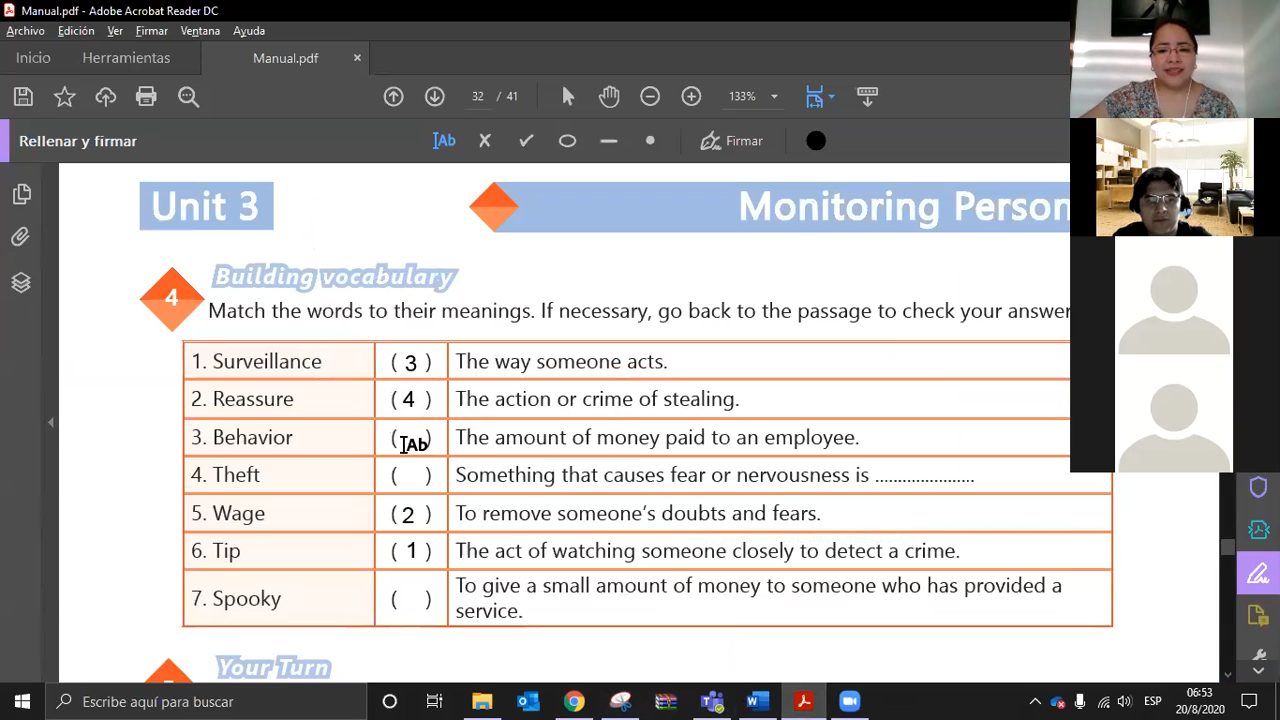 Manual.pdf - Adobe Acrobat Reader DC
Archivo Edición Ver Firmar Ventana Ayuda
Inicio Herramientas Manual.pdf ×
32 / 41 133%
Rellenar y firmar Ab Firmar
Unit 3 Monitoring Person
Building vocabulary
4 Match the words to their meanings. If necessary, go back to the passage to check your answer
1. Surveillance ( 3 ) The way someone acts.
2. Reassure ( 4 ) The action or crime of stealing.
3. Behavior ( Ab ) The amount of money paid to an employee.
4. Theft ( ) Something that causes fear or nervousness is ......................
5. Wage ( 2 ) To remove someone's doubts and fears.
6. Tip ( 1 ) The act of watching someone closely to detect a crime.
7. Spooky ( ) To give a small amount of money to someone who has provided a
service.
Your Turn
Escribe aquí para buscar ESP 06:53
20/8/2020